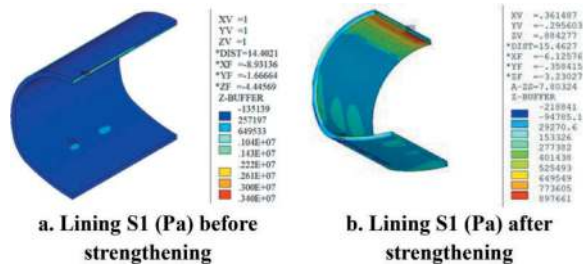 XV =1
YV =1
ZV =1
*DIST=14.4021
*XF =-8.93136
*YF =-1.66664
*ZF =-4.44569
Z-BUFFER
-135139
257197
649533
.104E+07
.143E+07
.222E+07
.261E+07
.300E+07
.340E+07
a. Lining S1 (Pa) before
strengthening
XV =.361487
YV =-.295603
ZV =.884277
*DIST=15.4627
*XF =-6.12576
*YF =-.358415
*ZF =-3.23027
A-ZS=7.80324
Z-BUFFER
-218841
-94785.1
29270.6
153326
277382
401438
525493
649549
773605
897661
b. Lining S1 (Pa) after
strengthening